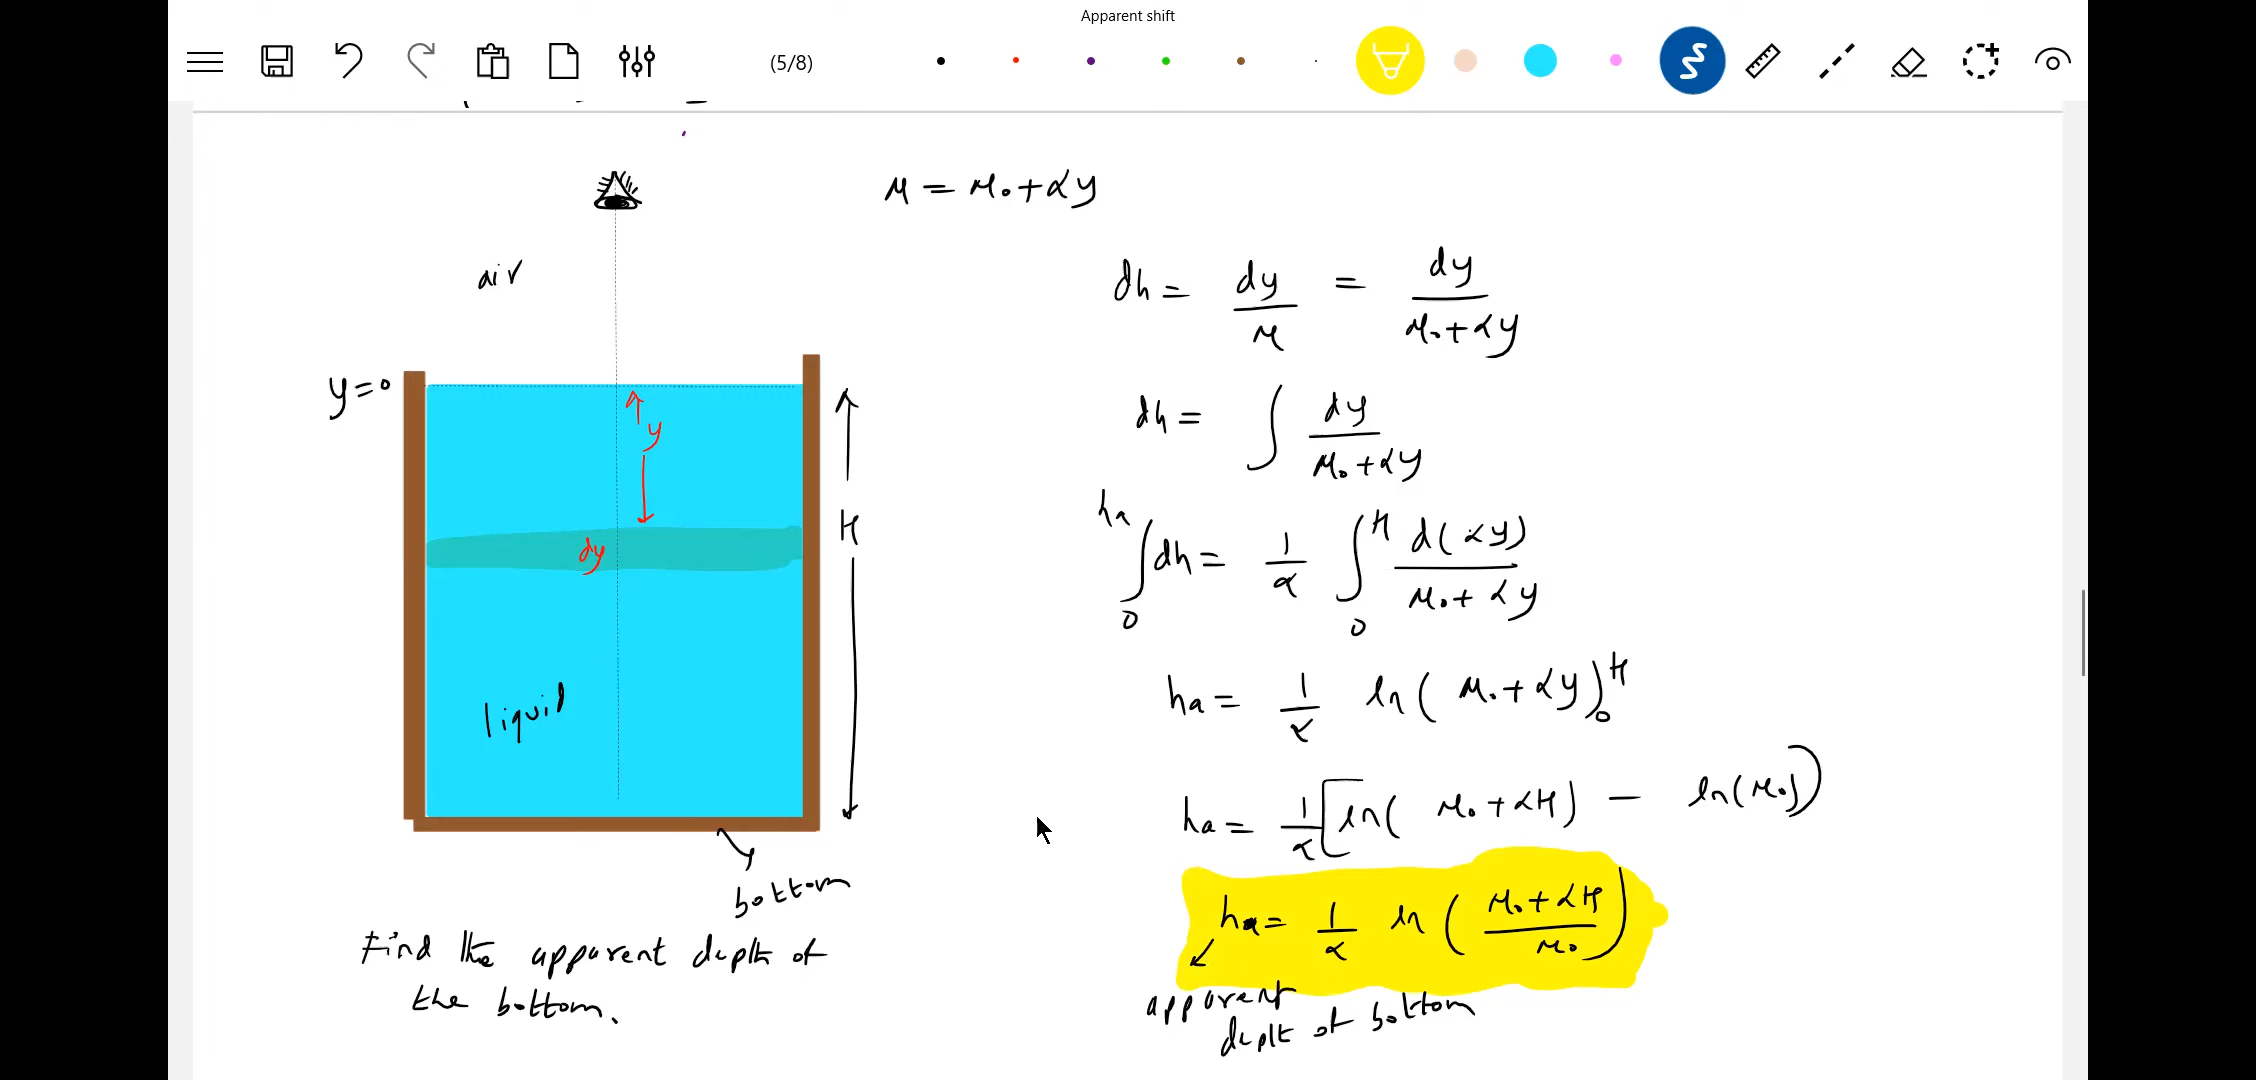 Apparent shift
(5/8)
μ = μ₀ + αy
air
dh = dy/μ = dy/(μ₀ + αy)
y = 0
y
dh = ∫ dy/(μ₀ + αy)
H
dy
∫₀^hₐ dh = 1/α ∫₀^H d(αy)/(μ₀ + αy)
liquid
hₐ = 1/α ln(μ₀ + αy)₀^H
hₐ = 1/α [ln(μ₀ + αH) − ln(μ₀))
bottom
hₐ = 1/α ln((μ₀ + αH)/μ₀)
Find the apparent depth of
the bottom.
apparent
depth of bottom